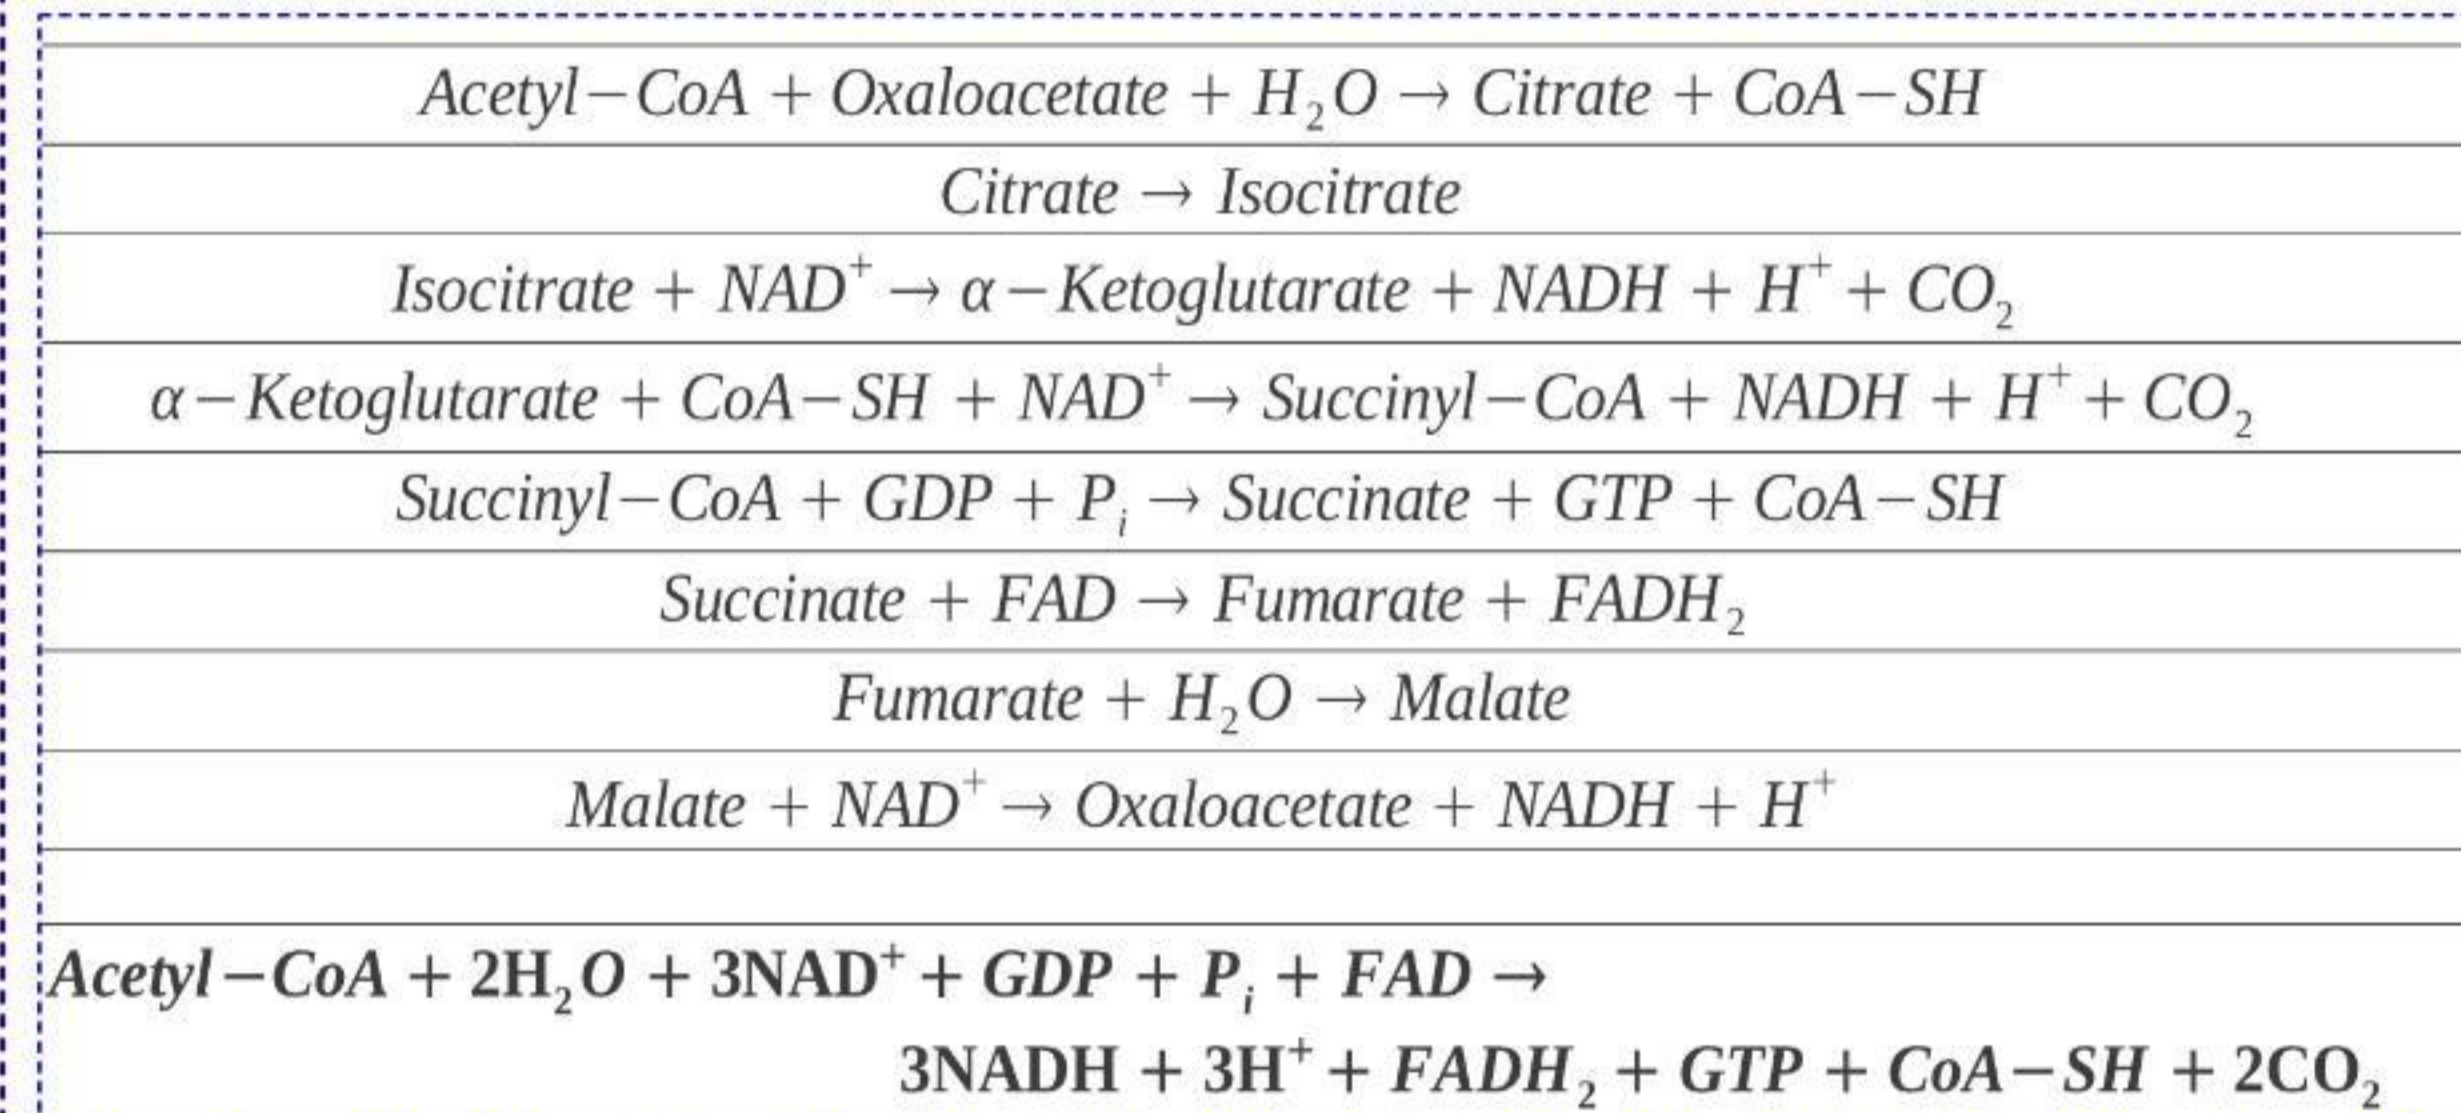 Acetyl−CoA + Oxaloacetate + H₂O → Citrate + CoA−SH
Citrate → Isocitrate
Isocitrate + NAD⁺ → α−Ketoglutarate + NADH + H⁺ + CO₂
α−Ketoglutarate + CoA−SH + NAD⁺ → Succinyl−CoA + NADH + H⁺ + CO₂
Succinyl−CoA + GDP + Pᵢ → Succinate + GTP + CoA−SH
Succinate + FAD → Fumarate + FADH₂
Fumarate + H₂O → Malate
Malate + NAD⁺ → Oxaloacetate + NADH + H⁺
Acetyl−CoA + 2H₂O + 3NAD⁺ + GDP + Pᵢ + FAD →
3NADH + 3H⁺ + FADH₂ + GTP + CoA−SH + 2CO₂